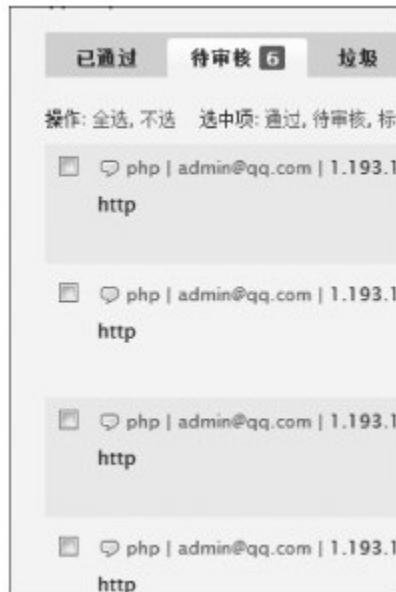 已通过 待审核 6 垃圾
操作: 全选, 不选 选中项: 通过, 待审核, 标
php | admin@qq.com | 1.193.1
http
php | admin@qq.com | 1.193.1
http
php | admin@qq.com | 1.193.1
http
php | admin@qq.com | 1.193.1
http